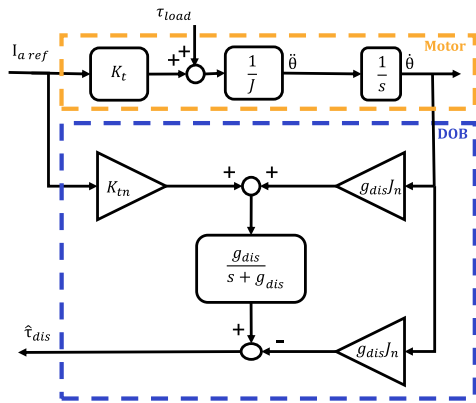 τ_load
I_a ref
Motor
+
+
K_t
1/J
θ̈
1/s
θ̇
DOB
K_tn
+
+
g_dis J_n
g_dis/(s + g_dis)
τ̂_dis
+
-
g_dis J_n